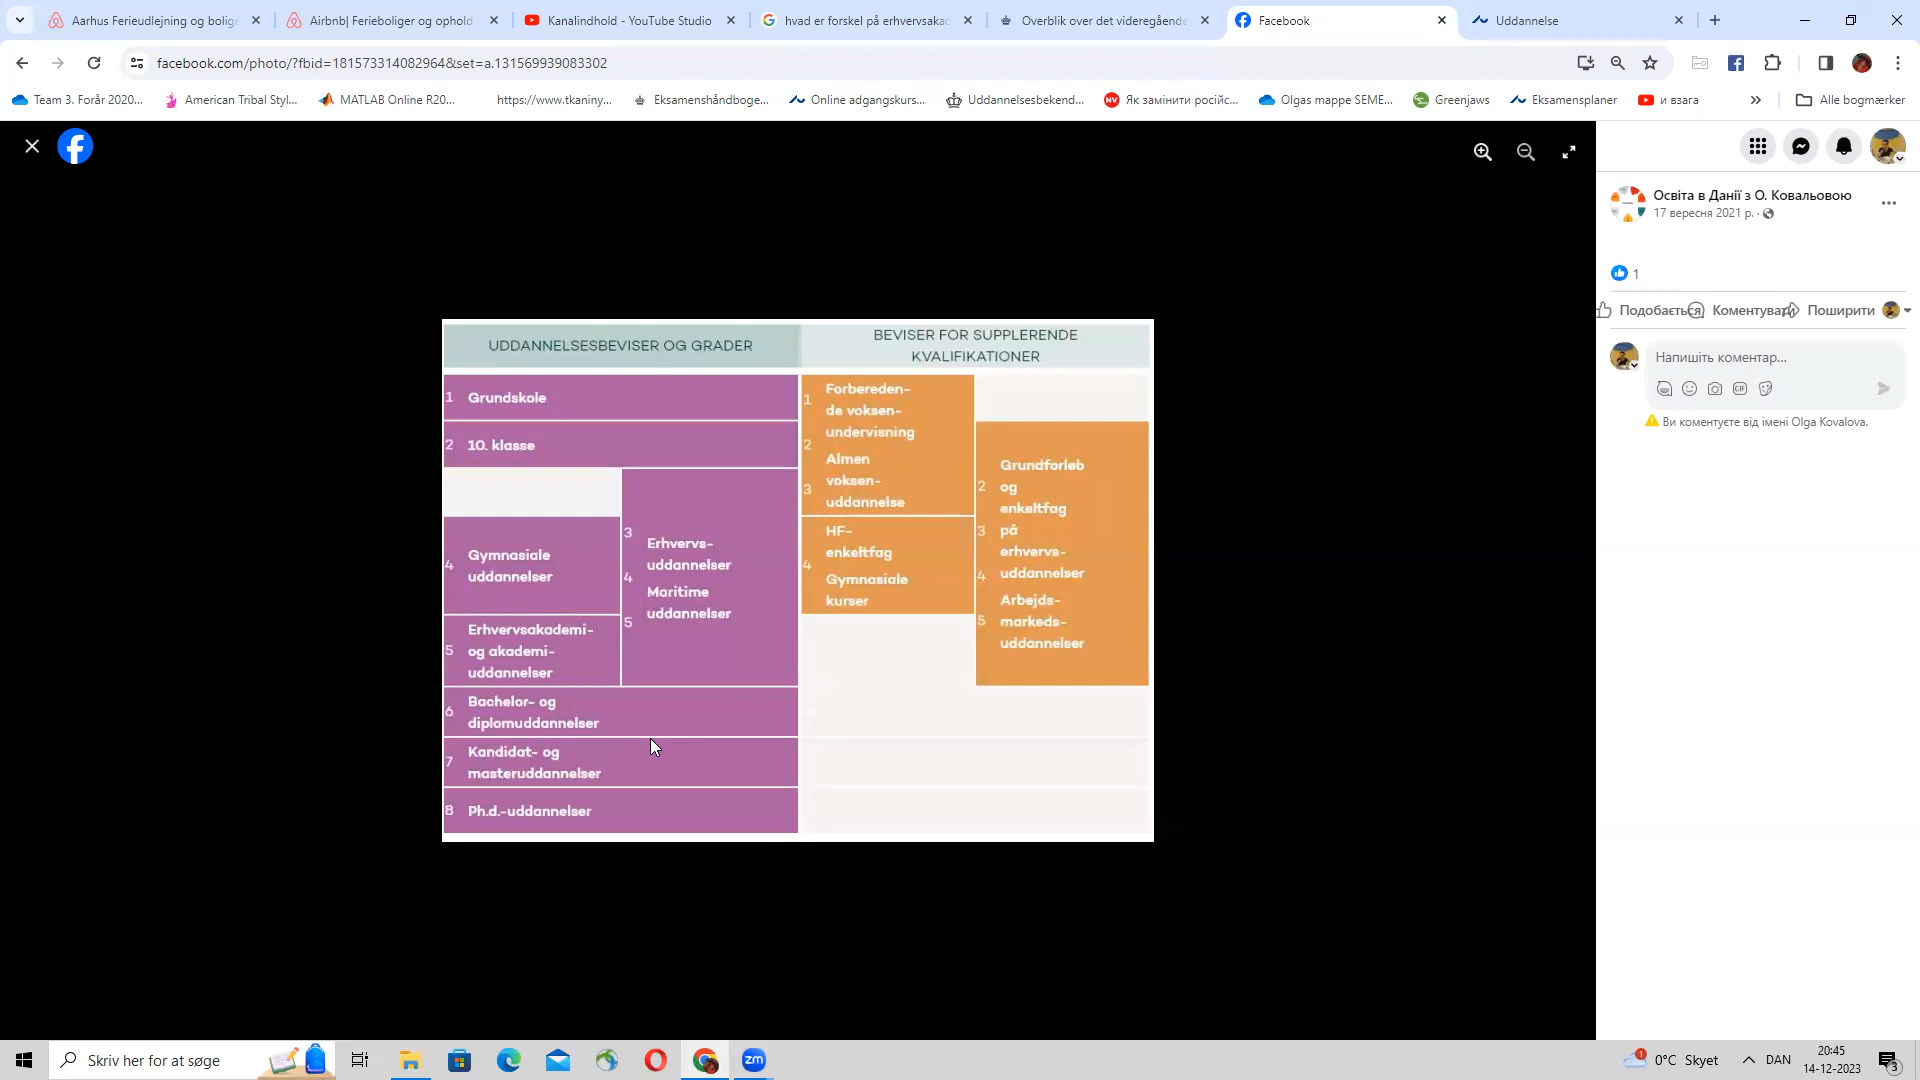 Aarhus Ferieudlejning og bolige
Airbnb| Ferieboliger og ophold
Kanalindhold - YouTube Studio
hvad er forskel på erhvervsaka
Overblik over det videregående
Facebook
Uddannelse
facebook.com/photo/?fbid=181573314082964&set=a.131569939083302
Team 3. Forår 2020...
American Tribal Styl...
MATLAB Online R20...
https://www.tkaniny...
Eksamenshåndboge...
Online adgangskurs...
Uddannelsesbekend...
Як замінити російс...
Olgas mappe SEME...
Greenjaws
Eksamensplaner
и взага
»
Alle bogmærker
Освіта в Данії з О. Ковальовою
17 вересня 2021 р. ·
1
Подобається
Коментувати
Поширити
Напишіть коментар...
GIF
Ви коментуєте від імені Olga Kovalova.
UDDANNELSESBEVISER OG GRADER
BEVISER FOR SUPPLERENDE
KVALIFIKATIONER
1 Grundskole
2 10. klasse
4 Gymnasiale
uddannelser
5 Erhvervsakademi-
og akademi-
uddannelser
3
4
5
Erhvervs-
uddannelser
Maritime
uddannelser
6 Bachelor- og
diplomuddannelser
7 Kandidat- og
masteruddannelser
8 Ph.d.-uddannelser
1
2
3
Forbereden-
de voksen-
undervisning
Almen
voksen-
uddannelse
4
HF-
enkeltfag
Gymnasiale
kurser
2
3
4
5
Grundforløb
og
enkeltfag
på
erhvervs-
uddannelser
Arbejds-
markeds-
uddannelser
Skriv her for at søge
zm
1
0°C Skyet
DAN
20:45
14-12-2023
3